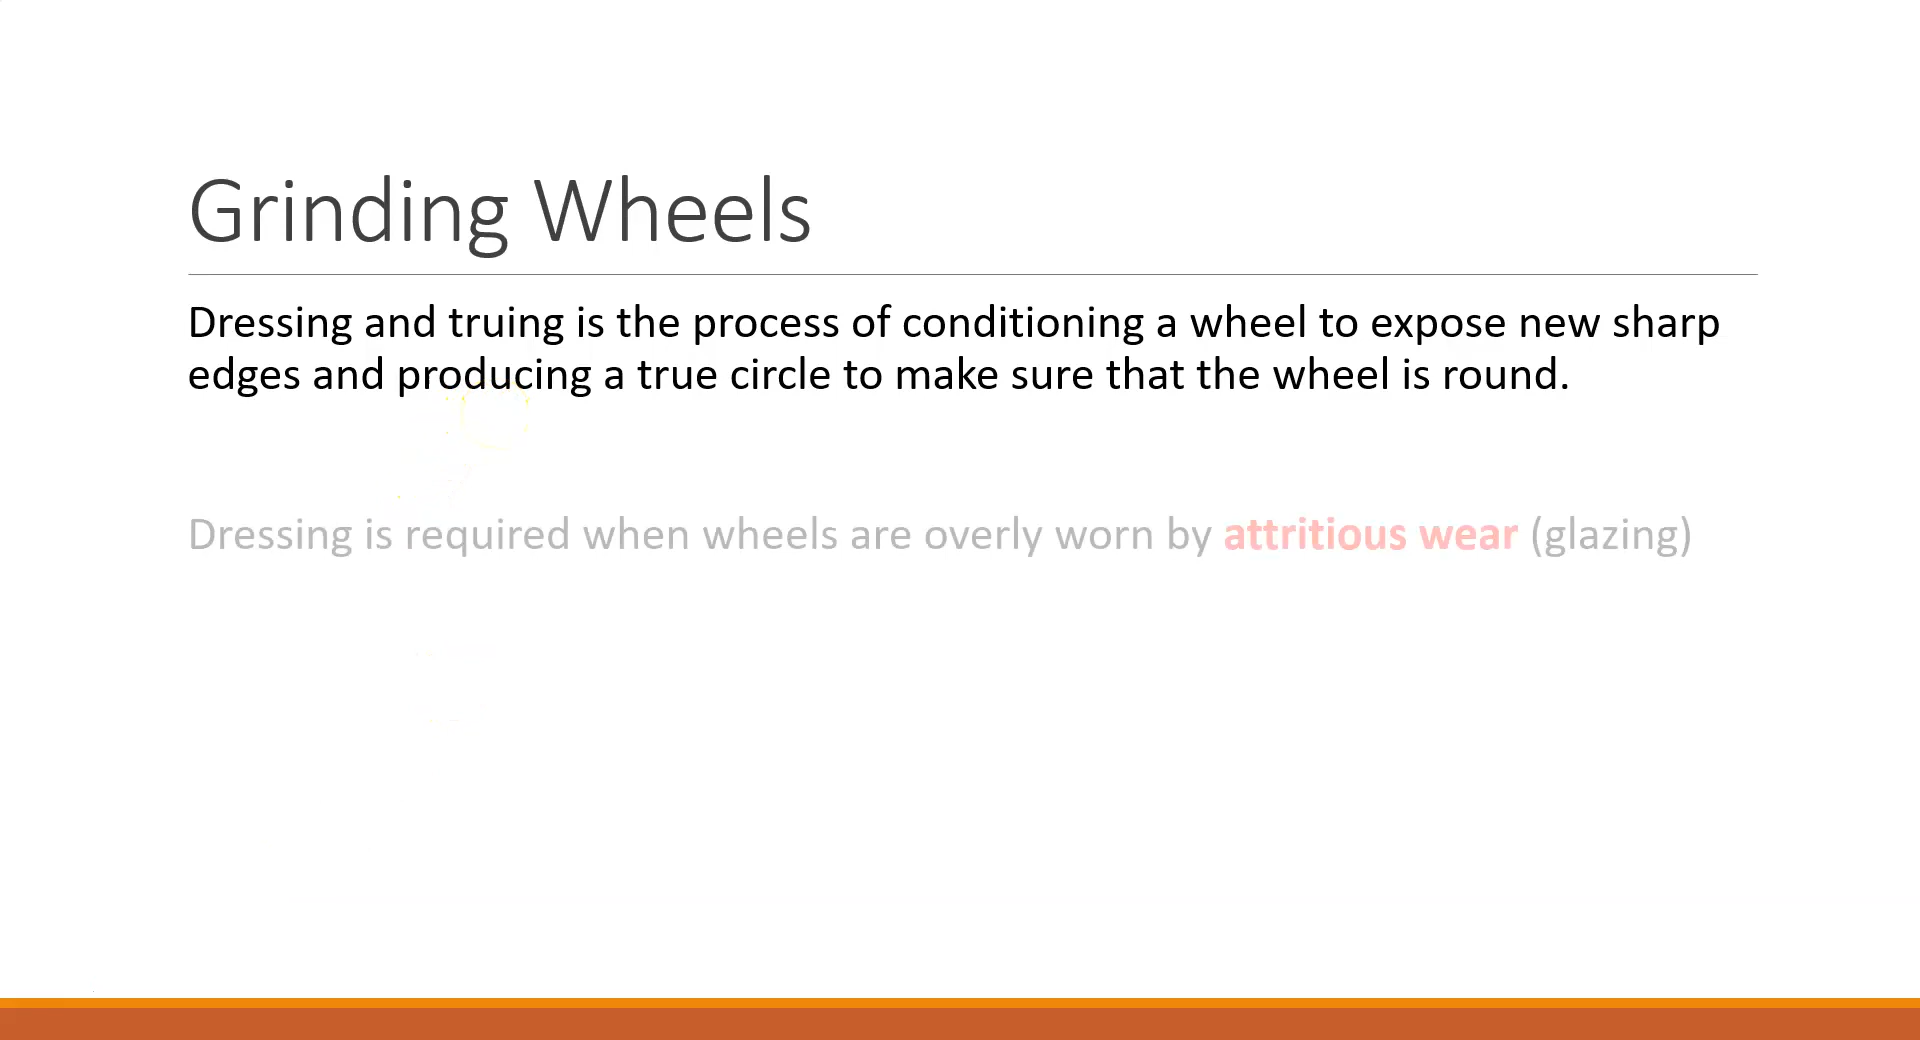 Grinding Wheels
Dressing and truing is the process of conditioning a wheel to expose new sharp
edges and producing a true circle to make sure that the wheel is round.
Dressing is required when wheels are overly worn by attritious wear (glazing)